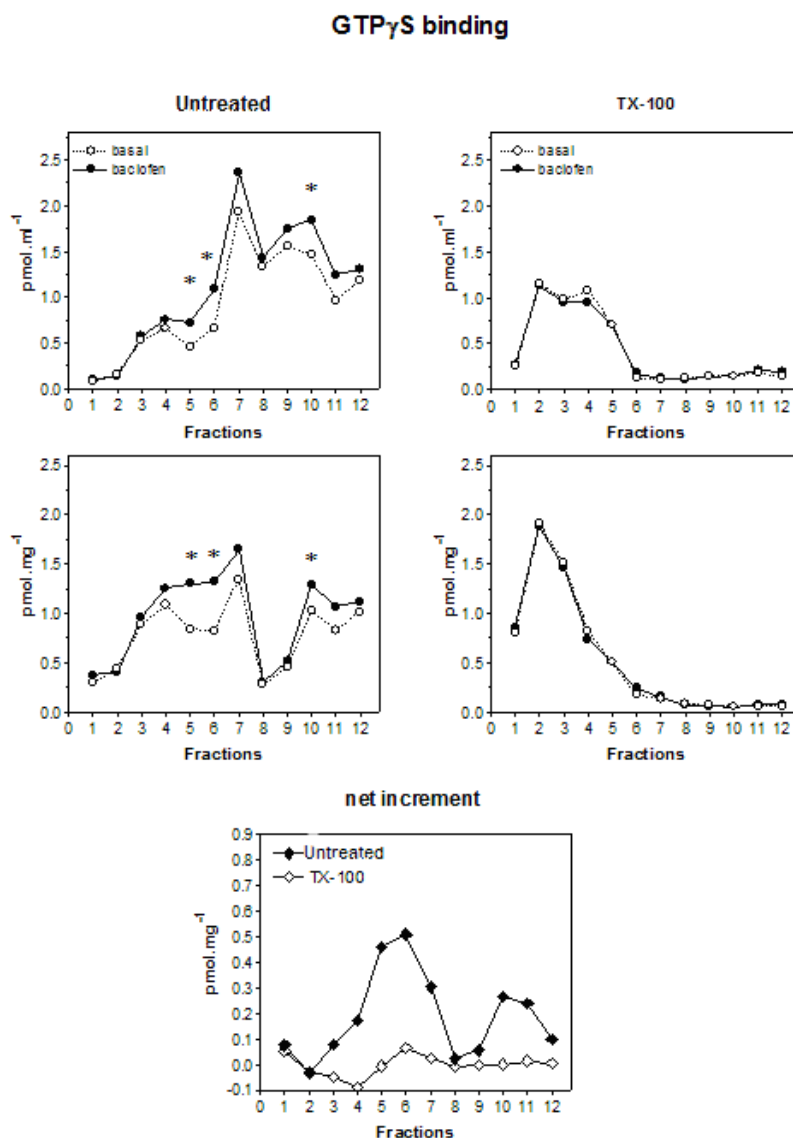 GTPγS binding
Untreated
basal
baclofen
* * *
pmol.ml-1
2.5
2.0
1.5
1.0
0.5
0.0
0 1 2 3 4 5 6 7 8 9 10 11 12
Fractions
TX-100
basal
baclofen
pmol.ml-1
2.5
2.0
1.5
1.0
0.5
0.0
0 1 2 3 4 5 6 7 8 9 10 11 12
Fractions
* * *
pmol.mg-1
2.5
2.0
1.5
1.0
0.5
0.0
0 1 2 3 4 5 6 7 8 9 10 11 12
Fractions
pmol.mg-1
2.5
2.0
1.5
1.0
0.5
0.0
0 1 2 3 4 5 6 7 8 9 10 11 12
Fractions
net increment
Untreated
TX-100
pmol.mg-1
0.9
0.8
0.7
0.6
0.5
0.4
0.3
0.2
0.1
0.0
-0.1
0 1 2 3 4 5 6 7 8 9 10 11 12
Fractions